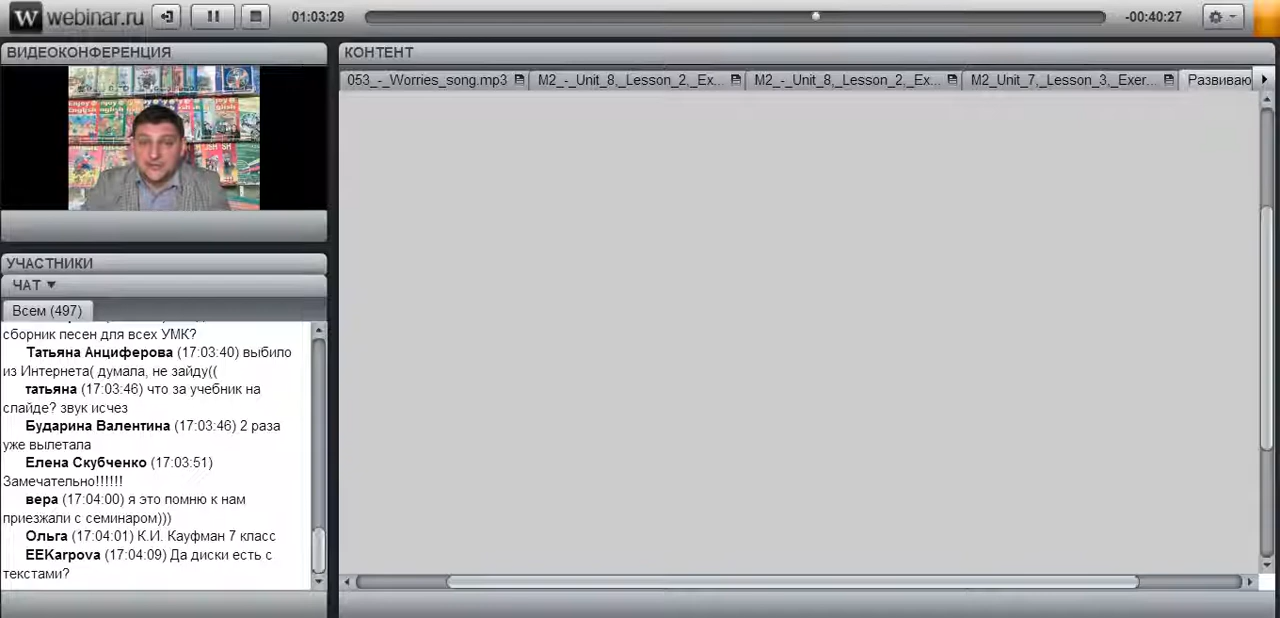 webinar.ru
01:03:29
-00:40:27
ВИДЕОКОНФЕРЕНЦИЯ
КОНТЕНТ
053_-_Worries_song.mp3
M2_-_Unit_8,_Lesson_2,_Ex...
M2_-_Unit_8,_Lesson_2,_Ex...
M2_Unit_7,_Lesson_3,_Exer...
Развиваю
УЧАСТНИКИ
ЧАТ
Всем (497)
сборник песен для всех УМК?
Татьяна Анциферова (17:03:40) выбило
из Интернета( думала, не зайду((
татьяна (17:03:46) что за учебник на
слайде? звук исчез
Бударина Валентина (17:03:46) 2 раза
уже вылетала
Елена Скубченко (17:03:51)
Замечательно!!!!!!
вера (17:04:00) я это помню к нам
приезжали с семинаром)))
Ольга (17:04:01) К.И. Кауфман 7 класс
EEKarpova (17:04:09) Да диски есть с
текстами?